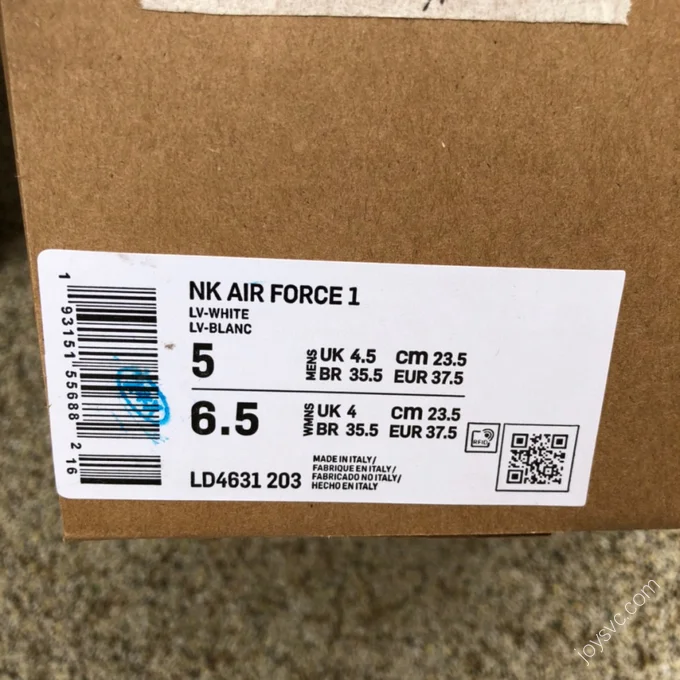 NK AIR FORCE 1
LV-WHITE
LV-BLANC
5 MENS UK 4.5 cm 23.5
BR 35.5 EUR 37.5
6.5 WMNS UK 4 cm 23.5
BR 35.5 EUR 37.5
RFID
LD4631 203
MADE IN ITALY/
FABRIQUE EN ITALY/
FABRICADO NO ITALY/
HECHO EN ITALY
1 93151 55688 2 16
joysvc.com